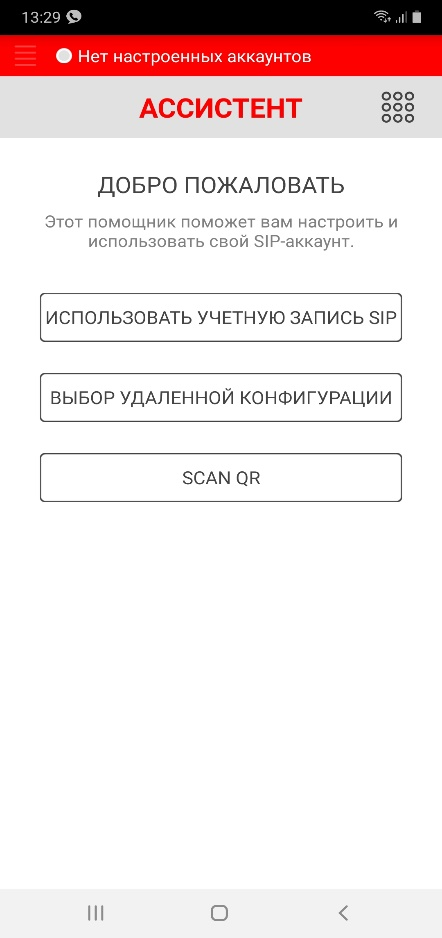 13:29
Нет настроенных аккаунтов
АССИСТЕНТ
ДОБРО ПОЖАЛОВАТЬ
Этот помощник поможет вам настроить и
использовать свой SIP-аккаунт.
ИСПОЛЬЗОВАТЬ УЧЕТНУЮ ЗАПИСЬ SIP
ВЫБОР УДАЛЕННОЙ КОНФИГУРАЦИИ
SCAN QR